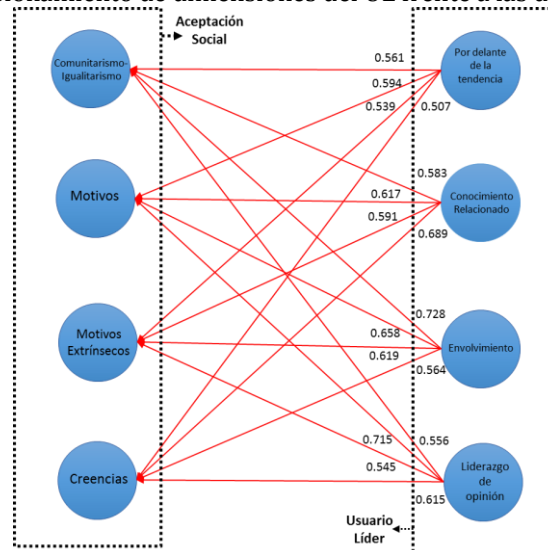 Aceptación
Social
Comunitarismo-
Igualitarismo
Motivos
Motivos
Extrínsecos
Creencias
Por delante
de la
tendencia
Conocimiento
Relacionado
Envolvimiento
Liderazgo
de
opinión
Usuario
Líder
0.561
0.594
0.539
0.507
0.583
0.617
0.591
0.689
0.728
0.658
0.619
0.564
0.556
0.715
0.545
0.615